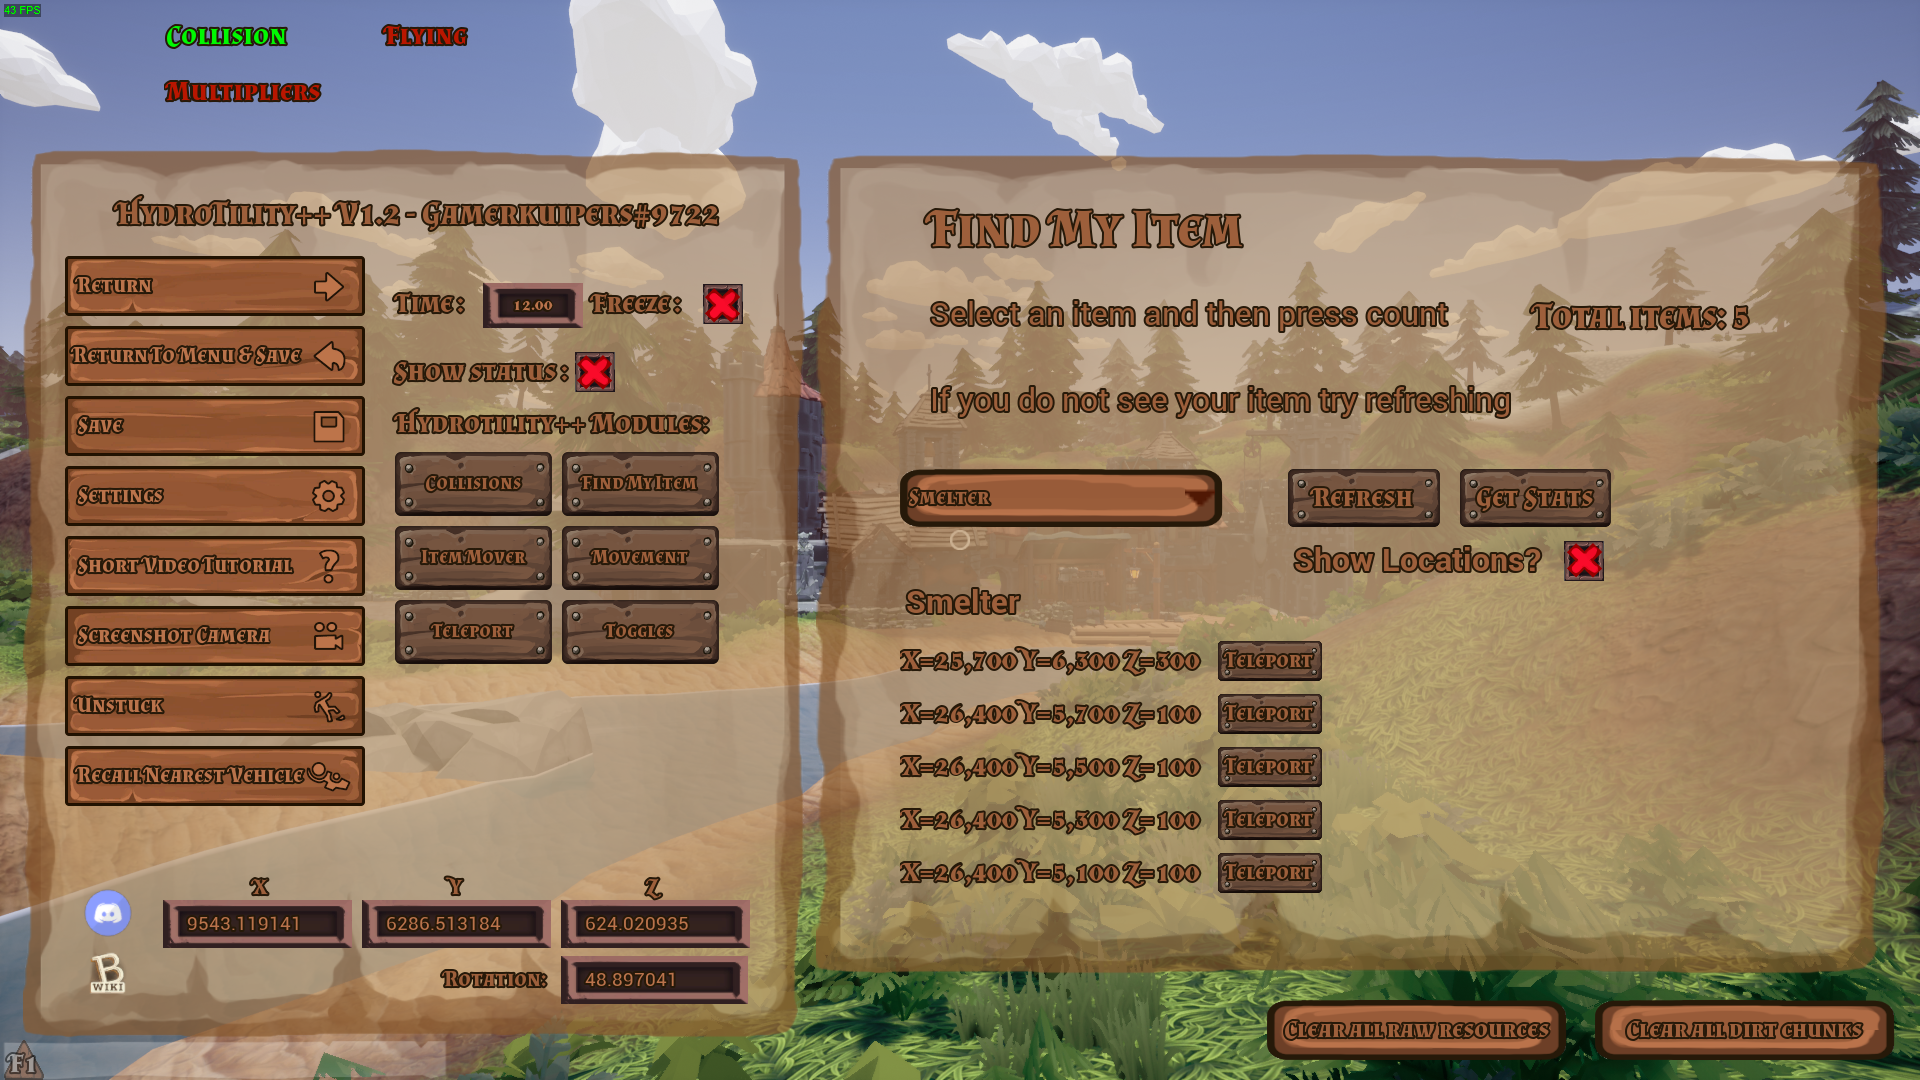 43 FPS
Collision
Flying
Multipliers
HydroTility++ V1.2 - Gamerkuipers#9722
Return
Return To Menu & Save
Save
Settings
Short Video Tutorial
Screenshot Camera
Unstuck
Recall Nearest Vehicle
Time:
12.00
Freeze:
Show status:
Hydrotility++ Modules:
Collisions
Find My Item
Item Mover
Movement
Teleport
Toggles
X
Y
Z
9543.119141
6286.513184
624.020935
Rotation:
48.897041
B
WIKI
F1
Find My Item
Select an item and then press count
Total items: 5
If you do not see your item try refreshing
Smelter
Refresh
Get Stats
Show Locations?
Smelter
X=25,700 Y=6,300 Z=300
Teleport
X=26,400 Y=5,700 Z=100
Teleport
X=26,400 Y=5,500 Z=100
Teleport
X=26,400 Y=5,300 Z=100
Teleport
X=26,400 Y=5,100 Z=100
Teleport
Clear all raw resources
Clear all dirt chunks